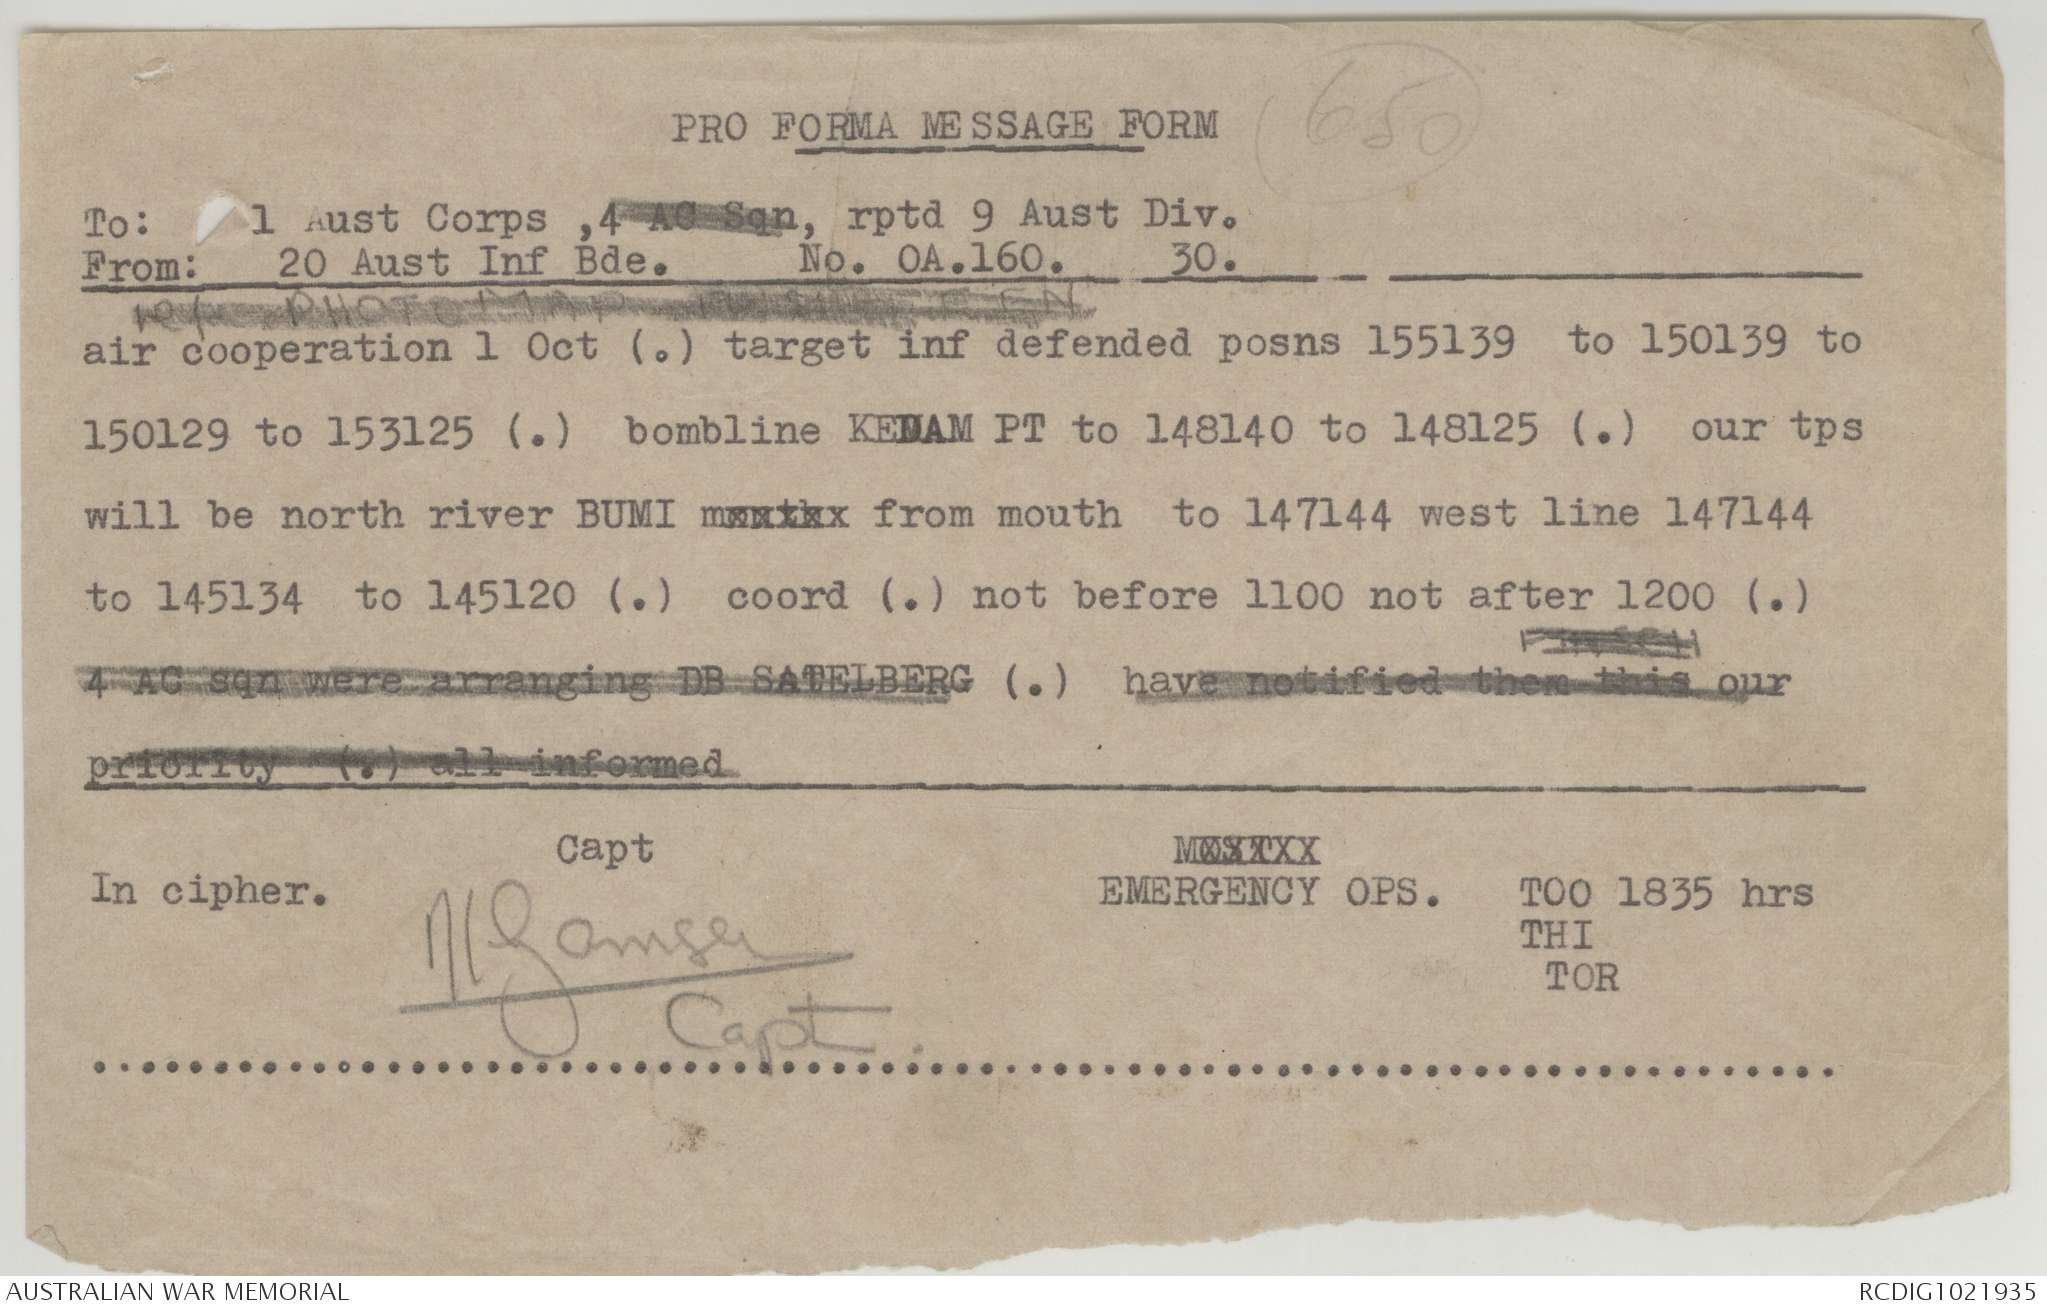 650
PRO FORMA MESSAGE FORM
To: 1 Aust Corps ,4 AC Sqn, rptd 9 Aust Div.
From: 20 Aust Inf Bde. No. OA.160. 30.
ref PHOTO MAP
air cooperation 1 Oct (.) target inf defended posns 155139 to 150139 to
150129 to 153125 (.) bombline KEDAM PT to 148140 to 148125 (.) our tps
will be north river BUMI from mouth to 147144 west line 147144
to 145134 to 145120 (.) coord (.) not before 1100 not after 1200 (.)
4 AC sqn were arranging DB SATELBERG (.) have notified them this our
priority (.) all informed
Capt MOSTXX
In cipher. EMERGENCY OPS. TOO 1835 hrs
THI
TOR
Capt.
AUSTRALIAN WAR MEMORIAL RCDIG1021935